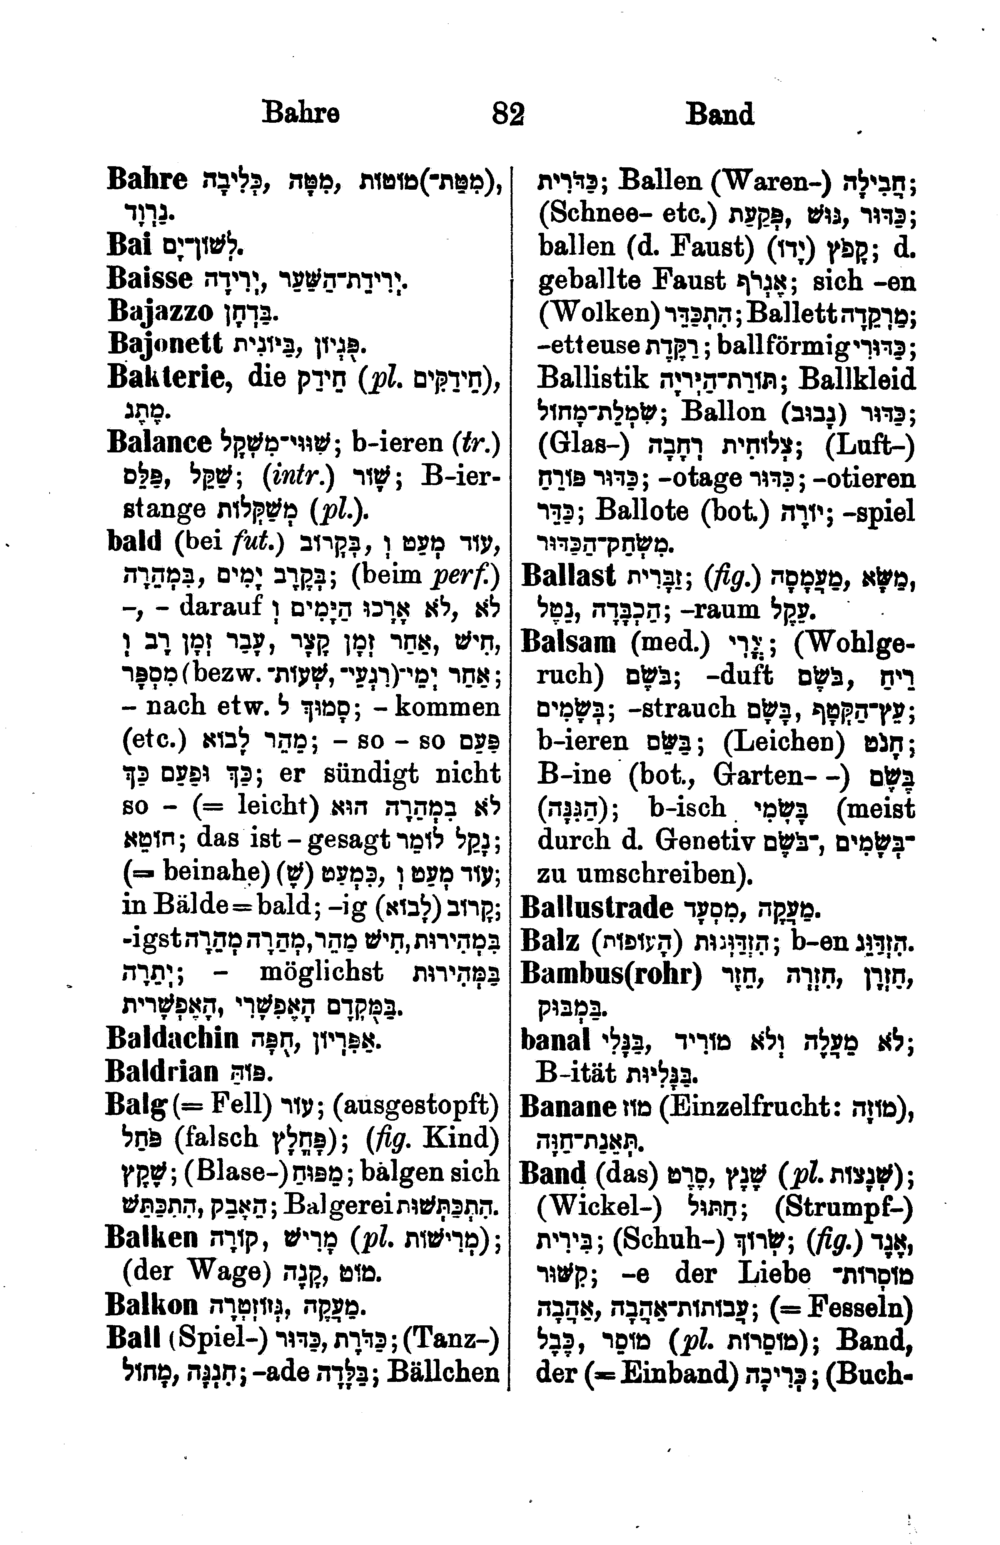 Bahre 82 Band
Bahre כְּלִיבָה, מִטָּה, מוֹטוֹת(מִטַּת־),
גְרוֹד.
Bai לְשׁוֹן־יָם.
Baisse יְרִידָה, יְרִידַת־הַשַּׁעַר.
Bajazzo בַּדְחָן.
Bajonett כִּידוֹן, פֻּגְיוֹן.
Bakterie, die חַיְדַּק (pl. חַיְדַּקִּים),
מֶתֶג.
Balance שִׁוּוּי־מִשְׁקָל; b-ieren (tr.)
שַׁקֵּל, פַּלֵּס; (intr.) שָׁוֹר; B-ier-
stange מִשְׁקָלוֹת (pl.).
bald (bei fut.) בְּקָרוֹב, עוֹד מְעַט וְ,
בִּמְהֵרָה, בְּקָרֵב יָמִים; (beim perf.)
–, – darauf לֹא, לֹא אָרְכוּ הַיָּמִים וְ
חִישׁ, אַחַר זְמָן קָצָר, עָבַר זְמָן רָב וְ
מִסְפָּר (bezw. אַחַר יְמֵי־(רִגְעֵי־, שְׁעוֹת־;
– nach etw. סָמוּךְ לְ; – kommen
(etc.) מַהֵר לָבוֹא; – so – so פַּעַם
כָּךְ וּפַעַם כָּךְ; er sündigt nicht
so – (= leicht) לֹא בִמְהֵרָה הוּא
חוֹטֵא; das ist – gesagt נָקֵל לוֹמַר;
(= beinahe) עוֹד מְעַט וְ, כִּמְעַט (שֶׁ);
in Bälde = bald; -ig קָרוֹב (לָבוֹא);
-igst בִּמְהִירוּת, חִישׁ מַהֵר, מְהֵרָה מְהֵרָה
יְתֵרָה; – möglichst בַּמְּהִירוּת
הָאֶפְשָׁרִית, בַּמֻּקְדָּם הָאֶפְשָׁרִי.
Baldachin אַפִּרְיוֹן, חֻפָּה.
Baldrian פּוֹהַּ.
Balg (= Fell) עוֹר; (ausgestopft)
פֹּחַל (falsch פָּחְלָץ); (fig. Kind)
שֶׁקֶץ; (Blase-) מַפּוּחַ; balgen sich
הִתְכַּתֵּשׁ, הֵאָבֵק; Balgerei הִתְכַּתְּשׁוּת.
Balken קוֹרָה, מָרִישׁ (pl. מְרִישׁוֹת);
(der Wage) מוֹט, קָנֶה.
Balkon מַעֲקֶה, גְּזוּזְטְרָה.
Ball (Spiel-) כַּדּוּר, כַּדֹּרֶת; (Tanz-)
מָחוֹל, חֲנֻגָּה; -ade בַּלָּדָה; Bällchen
כַּדּוּרִית; Ballen (Waren-) חֲבִילָה;
(Schnee- etc.) כַּדּוּר, גּוּשׁ, פְּקַעַת;
ballen (d. Faust) קָפֹץ (יָדוֹ); d.
geballte Faust אֶגְרֹף; sich -en
(Wolken) הִתְכַּדֵּר; Ballett מִרְקָדָה;
-etteuse רַקֶּדֶת; ballförmig כַּדּוּרִי;
Ballistik תּוֹרַת־הַיְרִיָּה; Ballkleid
שִׂמְלַת־מָחוֹל; Ballon כַּדּוּר (נָבוּב);
(Glas-) צְלוֹחִית רְחָבָה; (Luft-)
כַּדּוּר פּוֹרֵחַ; -otage כִּדּוּר; -otieren
כַּדֵּר; Ballote (bot.) יוֹרָה; -spiel
מִשְׂחַק־הַכַּדּוּר.
Ballast זְבֹרִית; (fig.) מַשָּׂא, מַעֲמָסָה,
הַכְבָּדָה, נֵטֶל; -raum עֻקָל.
Balsam (med.) צֳרִי; (Wohlge-
ruch) בֹּשֶׂם; -duft רֵיחַ בֹּשֶׂם,
בְּשָׂמִים; -strauch עֵץ־הַקְּטָף, בָּשָׂם;
b-ieren בַּשֵּׂם; (Leichen) חָנֹט;
B-ine (bot., Garten- -) בֶּשֶׂם
(הַגִּנָּה); b-isch בָּשְׂמִי (meist
durch d. Genetiv ־בֹּשֶׂם, ־בְּשָׂמִים
zu umschreiben).
Ballustrade מִסְעָד, מַעֲקֶה.
Balz הִזְדַּוְּגוּת (הָעוֹפוֹת); b-en הִזְדַּוֵּג.
Bambus(rohr) חִזְרָן, חִזְרָה, חֵזֶר,
בַּמְבּוּק.
banal בָּנָלִי, לֹא מַעֲלֶה וְלֹא מוֹרִיד;
B-ität בָּנָלִיּוּת.
Banane מוֹז (Einzelfrucht: מוֹזָה),
תְּאֵנַת־חַוָּה.
Band (das) סֶרֶט, שֶׁנֶץ (pl. שְׁנָצוֹת);
(Wickel-) חִתּוּל; (Strumpf-)
בִּירִית; (Schuh-) שְׂרוֹךְ; (fig.) אֶגֶד,
קִשּׁוּר; -e der Liebe מוֹסְרוֹת־
אַהֲבָה, עֲבוֹתוֹת־אַהֲבָה; (= Fesseln)
כֶּבֶל, מוֹסֵר (pl. מוֹסֵרוֹת); Band,
der (= Einband) כְּרִיכָה; (Buch-